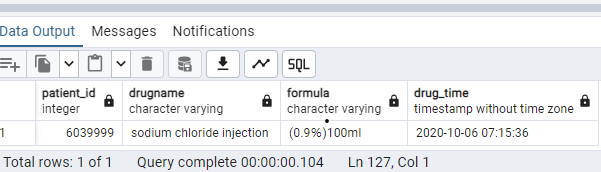 Data Output Messages Notifications
SQL
patient_id drugname formula drug_time
integer character varying character varying timestamp without time zone
1 6039999 sodium chloride injection (0.9%)100ml 2020-10-06 07:15:36
Total rows: 1 of 1 Query complete 00:00:00.104 Ln 127, Col 1